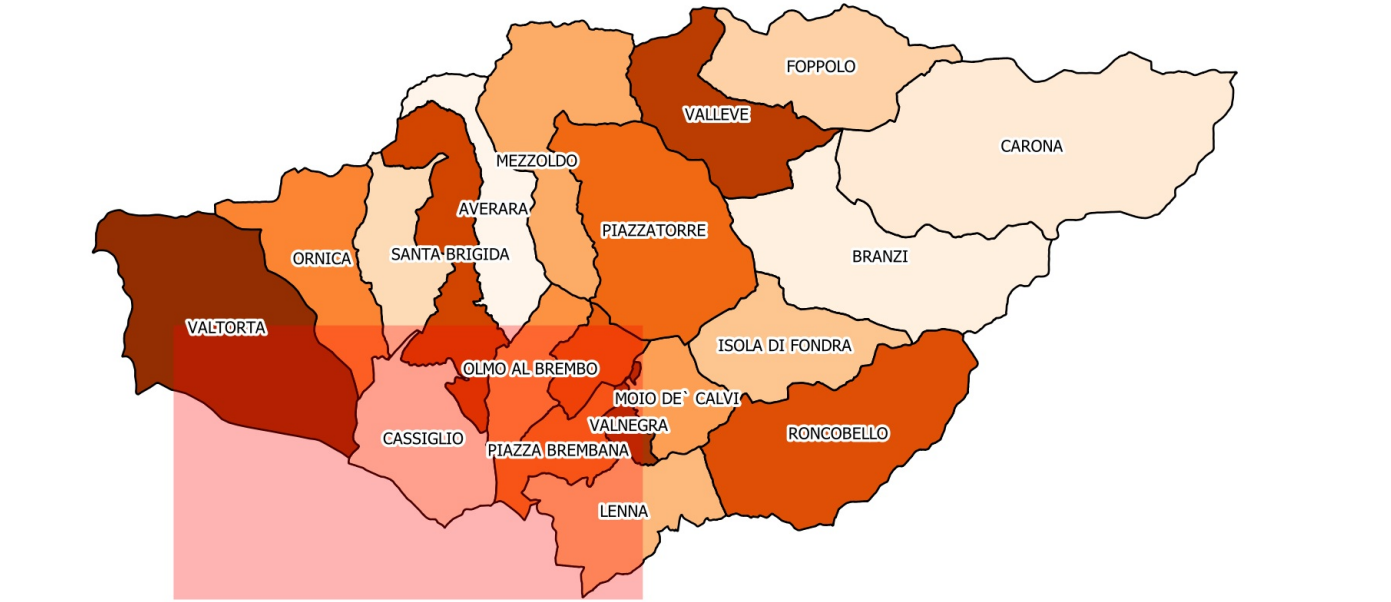 FOPPOLO
VALLEVE
CARONA
MEZZOLDO
AVERARA
PIAZZATORRE
SANTA BRIGIDA
BRANZI
ORNICA
VALTORTA
ISOLA DI FONDRA
OLMO AL BREMBO
MOIO DE` CALVI
VALNEGRA
RONCOBELLO
CASSIGLIO
PIAZZA BREMBANA
LENNA